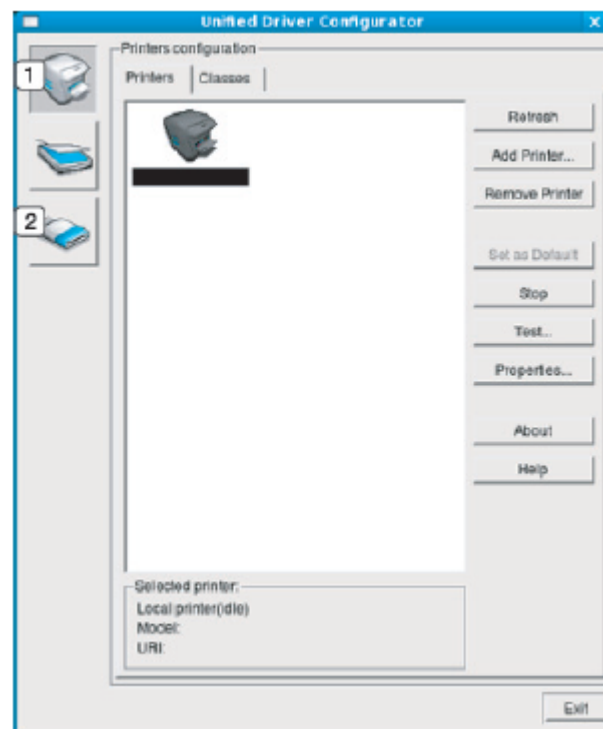 Unified Driver Configurator
1
Printers configuration
Printers
Classes
Refresh
Add Printer...
Remove Printer
2
Set as Default
Stop
Test...
Properties...
About
Help
Selected printer:
Local printer(idle)
Model:
URI:
Exit